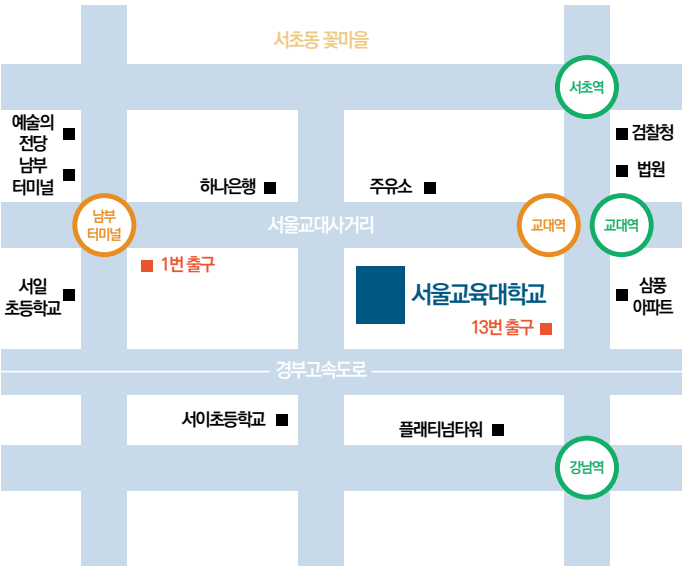 서초동 꽃마을
서초역
예술의
전당
남부
터미널
검찰청
법원
하나은행
주유소
남부
터미널
서울교대사거리
교대역
교대역
1번 출구
서일
초등학교
서울교육대학교
13번 출구
삼풍
아파트
경부고속도로
서이초등학교
플래티넘타워
강남역